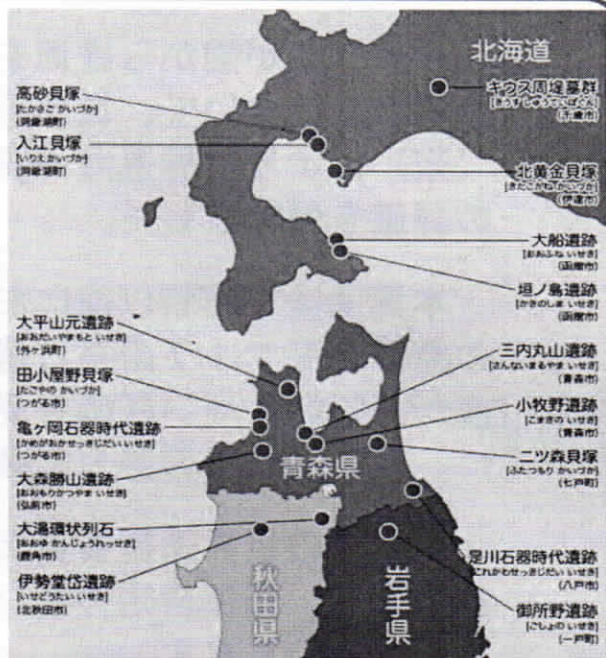 北海道
高砂貝塚
[たかさご かいづか]
(洞爺湖町)
入江貝塚
[いりえ かいづか]
(洞爺湖町)
キウス周堤墓群
[きうす しゅうていぼぐん]
(千歳市)
北黄金貝塚
[きたこがね かいづか]
(伊達市)
大船遺跡
[おおふね いせき]
(函館市)
垣ノ島遺跡
[かきのしま いせき]
(函館市)
大平山元遺跡
[おおだいやまもと いせき]
(外ヶ浜町)
田小屋野貝塚
[たごやの かいづか]
(つがる市)
亀ヶ岡石器時代遺跡
[かめがおかせっきじだい いせき]
(つがる市)
大森勝山遺跡
[おおもりかつやま いせき]
(弘前市)
大湯環状列石
[おおゆ かんじょうれっせき]
(鹿角市)
伊勢堂岱遺跡
[いせどうたい いせき]
(北秋田市)
三内丸山遺跡
[さんないまるやま いせき]
(青森市)
小牧野遺跡
[こまきの いせき]
(青森市)
二ツ森貝塚
[ふたつもり かいづか]
(七戸町)
是川石器時代遺跡
[これかわせっきじだい いせき]
(八戸市)
御所野遺跡
[ごしょの いせき]
(一戸町)
青森県
秋田県
岩手県